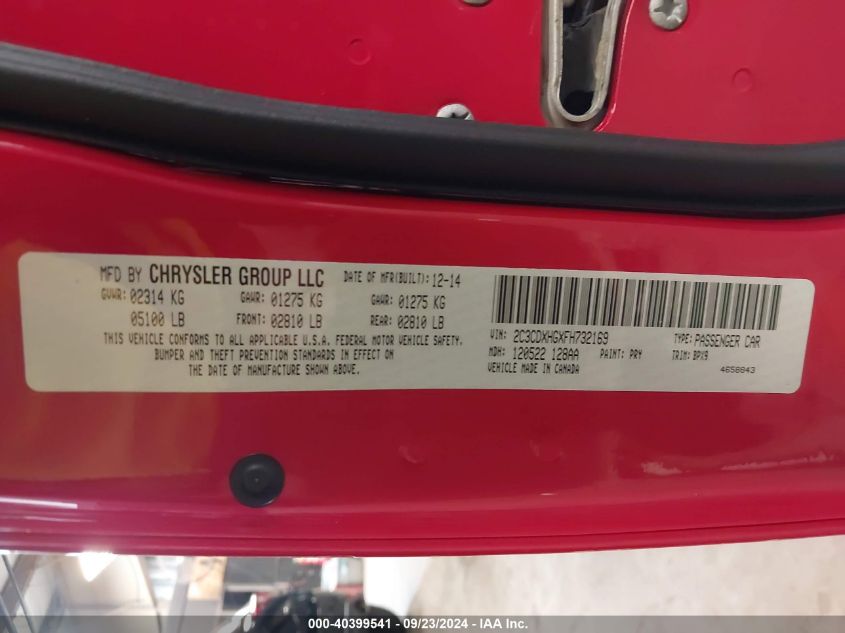 MFD BY CHRYSLER GROUP LLC DATE OF MFR(BUILT): 12-14
GVWR: 02314 KG GAWR: 01275 KG GAWR: 01275 KG
05100 LB FRONT: 02810 LB REAR: 02810 LB
THIS VEHICLE CONFORMS TO ALL APPLICABLE U.S.A. FEDERAL MOTOR VEHICLE SAFETY,
BUMPER AND THEFT PREVENTION STANDARDS IN EFFECT ON
THE DATE OF MANUFACTURE SHOWN ABOVE.
VIN: 2C3CDXHGXFH732169 TYPE: PASSENGER CAR
MDH: 120522 128AA PAINT: PRY TRIM: BPX9
VEHICLE MADE IN CANADA 4658843
© - 40399541 - 09/23/2024 - IAA Inc.